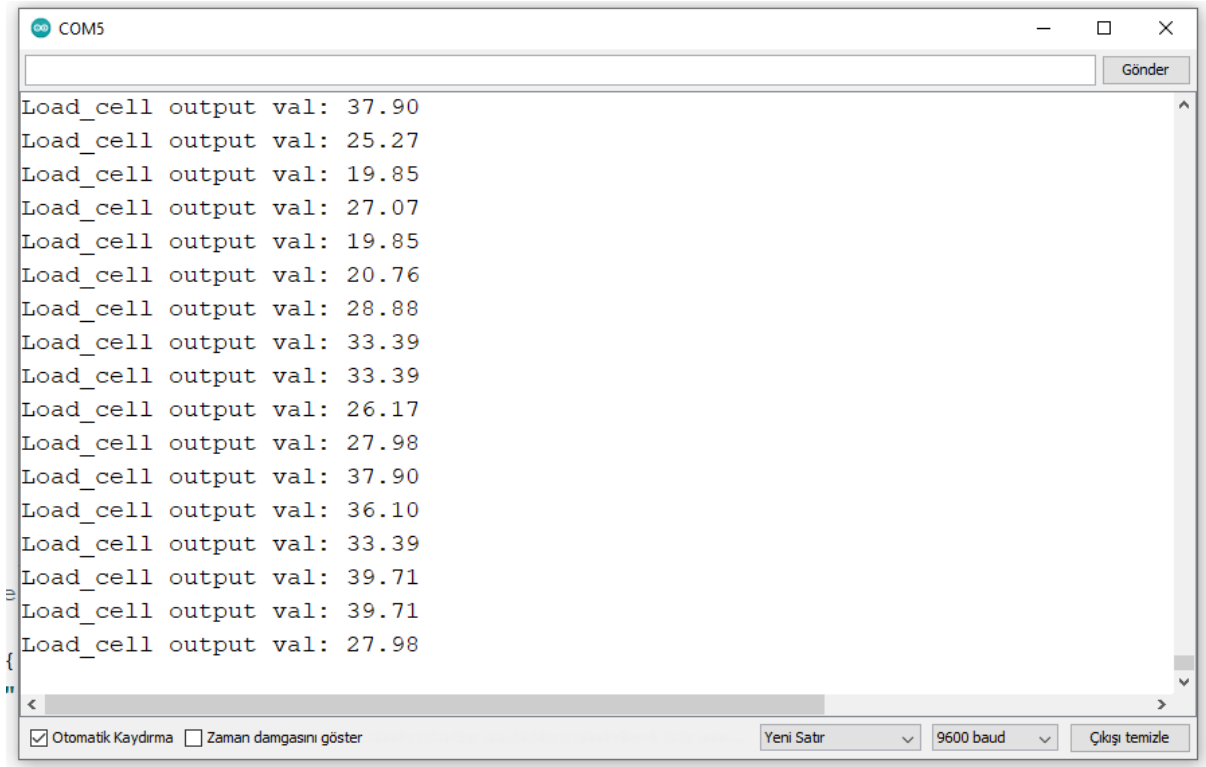 COM5
Gönder
Load_cell output val: 37.90
Load_cell output val: 25.27
Load_cell output val: 19.85
Load_cell output val: 27.07
Load_cell output val: 19.85
Load_cell output val: 20.76
Load_cell output val: 28.88
Load_cell output val: 33.39
Load_cell output val: 33.39
Load_cell output val: 26.17
Load_cell output val: 27.98
Load_cell output val: 37.90
Load_cell output val: 36.10
Load_cell output val: 33.39
Load_cell output val: 39.71
Load_cell output val: 39.71
Load_cell output val: 27.98
e
{
"
Otomatik Kaydırma Zaman damgasını göster Yeni Satır 9600 baud Çıkışı temizle